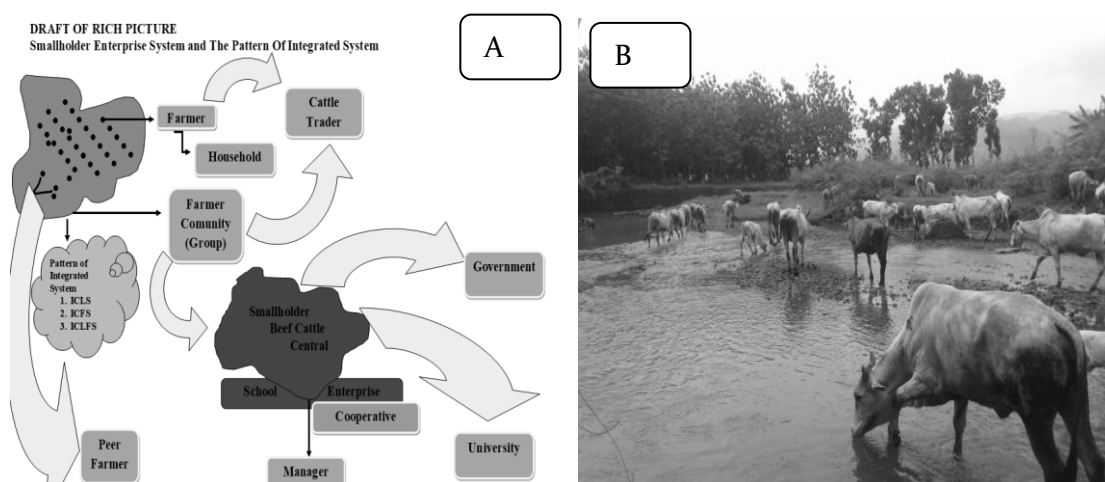 DRAFT OF RICH PICTURE
Smallholder Enterprise System and The Pattern Of Integrated System
A
B
Farmer
Household
Cattle
Trader
Farmer
Comunity
(Group)
Pattern of
Integrated
System
1. ICLS
2. ICFS
3. ICLFS
Government
Smallholder
Beef Cattle
Central
School
Enterprise
Cooperative
Peer
Farmer
Manager
University